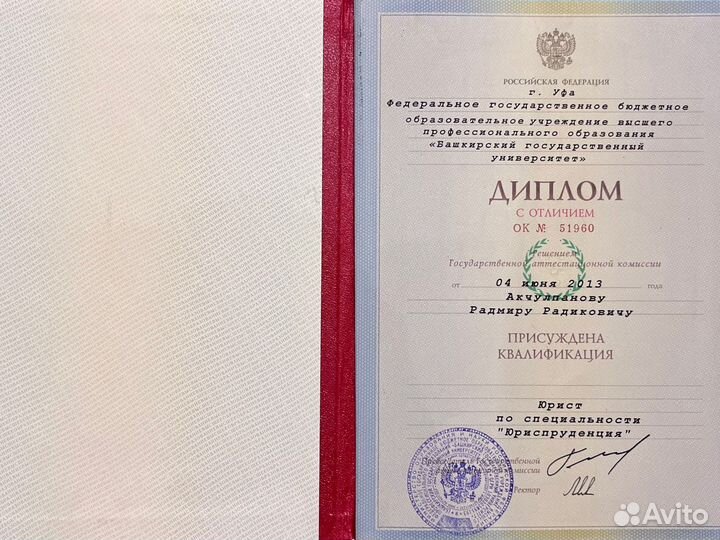 РОССИЙСКАЯ ФЕДЕРАЦИЯ
г. Уфа
Федеральное государственное бюджетное
образовательное учреждение высшего
профессионального образования
«Башкирский государственный
университет»
ДИПЛОМ
С ОТЛИЧИЕМ
ОК № 51960
Решением
Государственной аттестационной комиссии
от 04 июня 2013 года
Акчулпанову
Радмиру Радиковичу
ПРИСУЖДЕНА
КВАЛИФИКАЦИЯ
Юрист
по специальности
"Юриспруденция"
Государственной
комиссии
Ректор
Avito